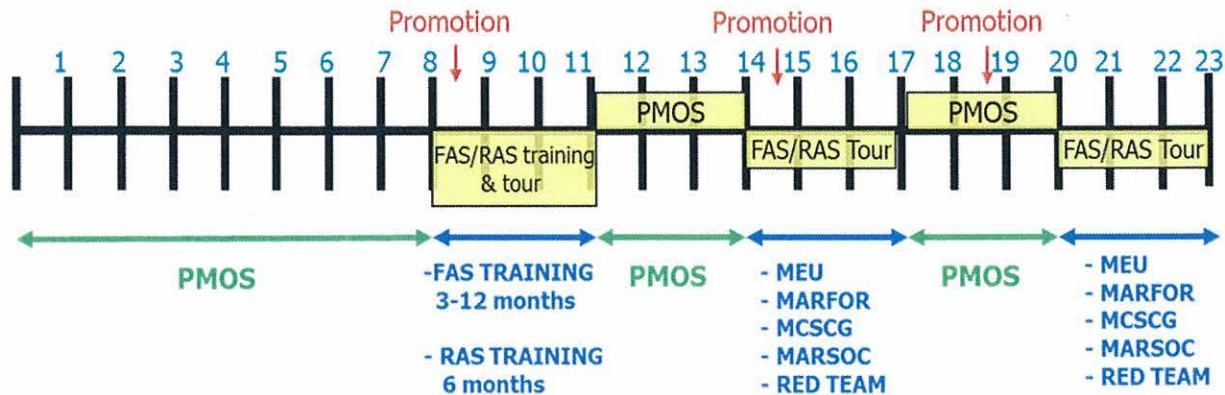 Promotion Promotion Promotion
1 2 3 4 5 6 7 8 9 10 11 12 13 14 15 16 17 18 19 20 21 22 23
PMOS
PMOS
FAS/RAS training
& tour
FAS/RAS Tour
FAS/RAS Tour
PMOS
-FAS TRAINING
3-12 months
- RAS TRAINING
6 months
PMOS
- MEU
- MARFOR
- MCSCG
- MARSOC
- RED TEAM
PMOS
- MEU
- MARFOR
- MCSCG
- MARSOC
- RED TEAM